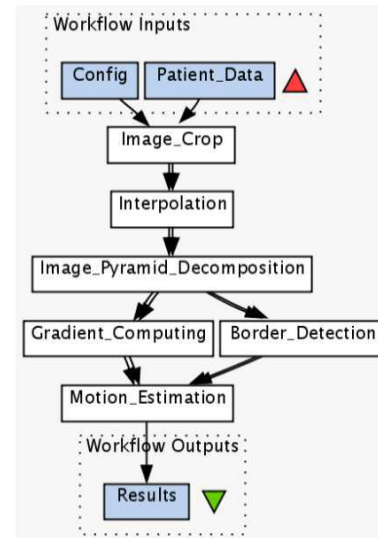 Workflow Inputs
Config
Patient_Data
Image_Crop
Interpolation
Image_Pyramid_Decomposition
Gradient_Computing
Border_Detection
Motion_Estimation
Workflow Outputs
Results